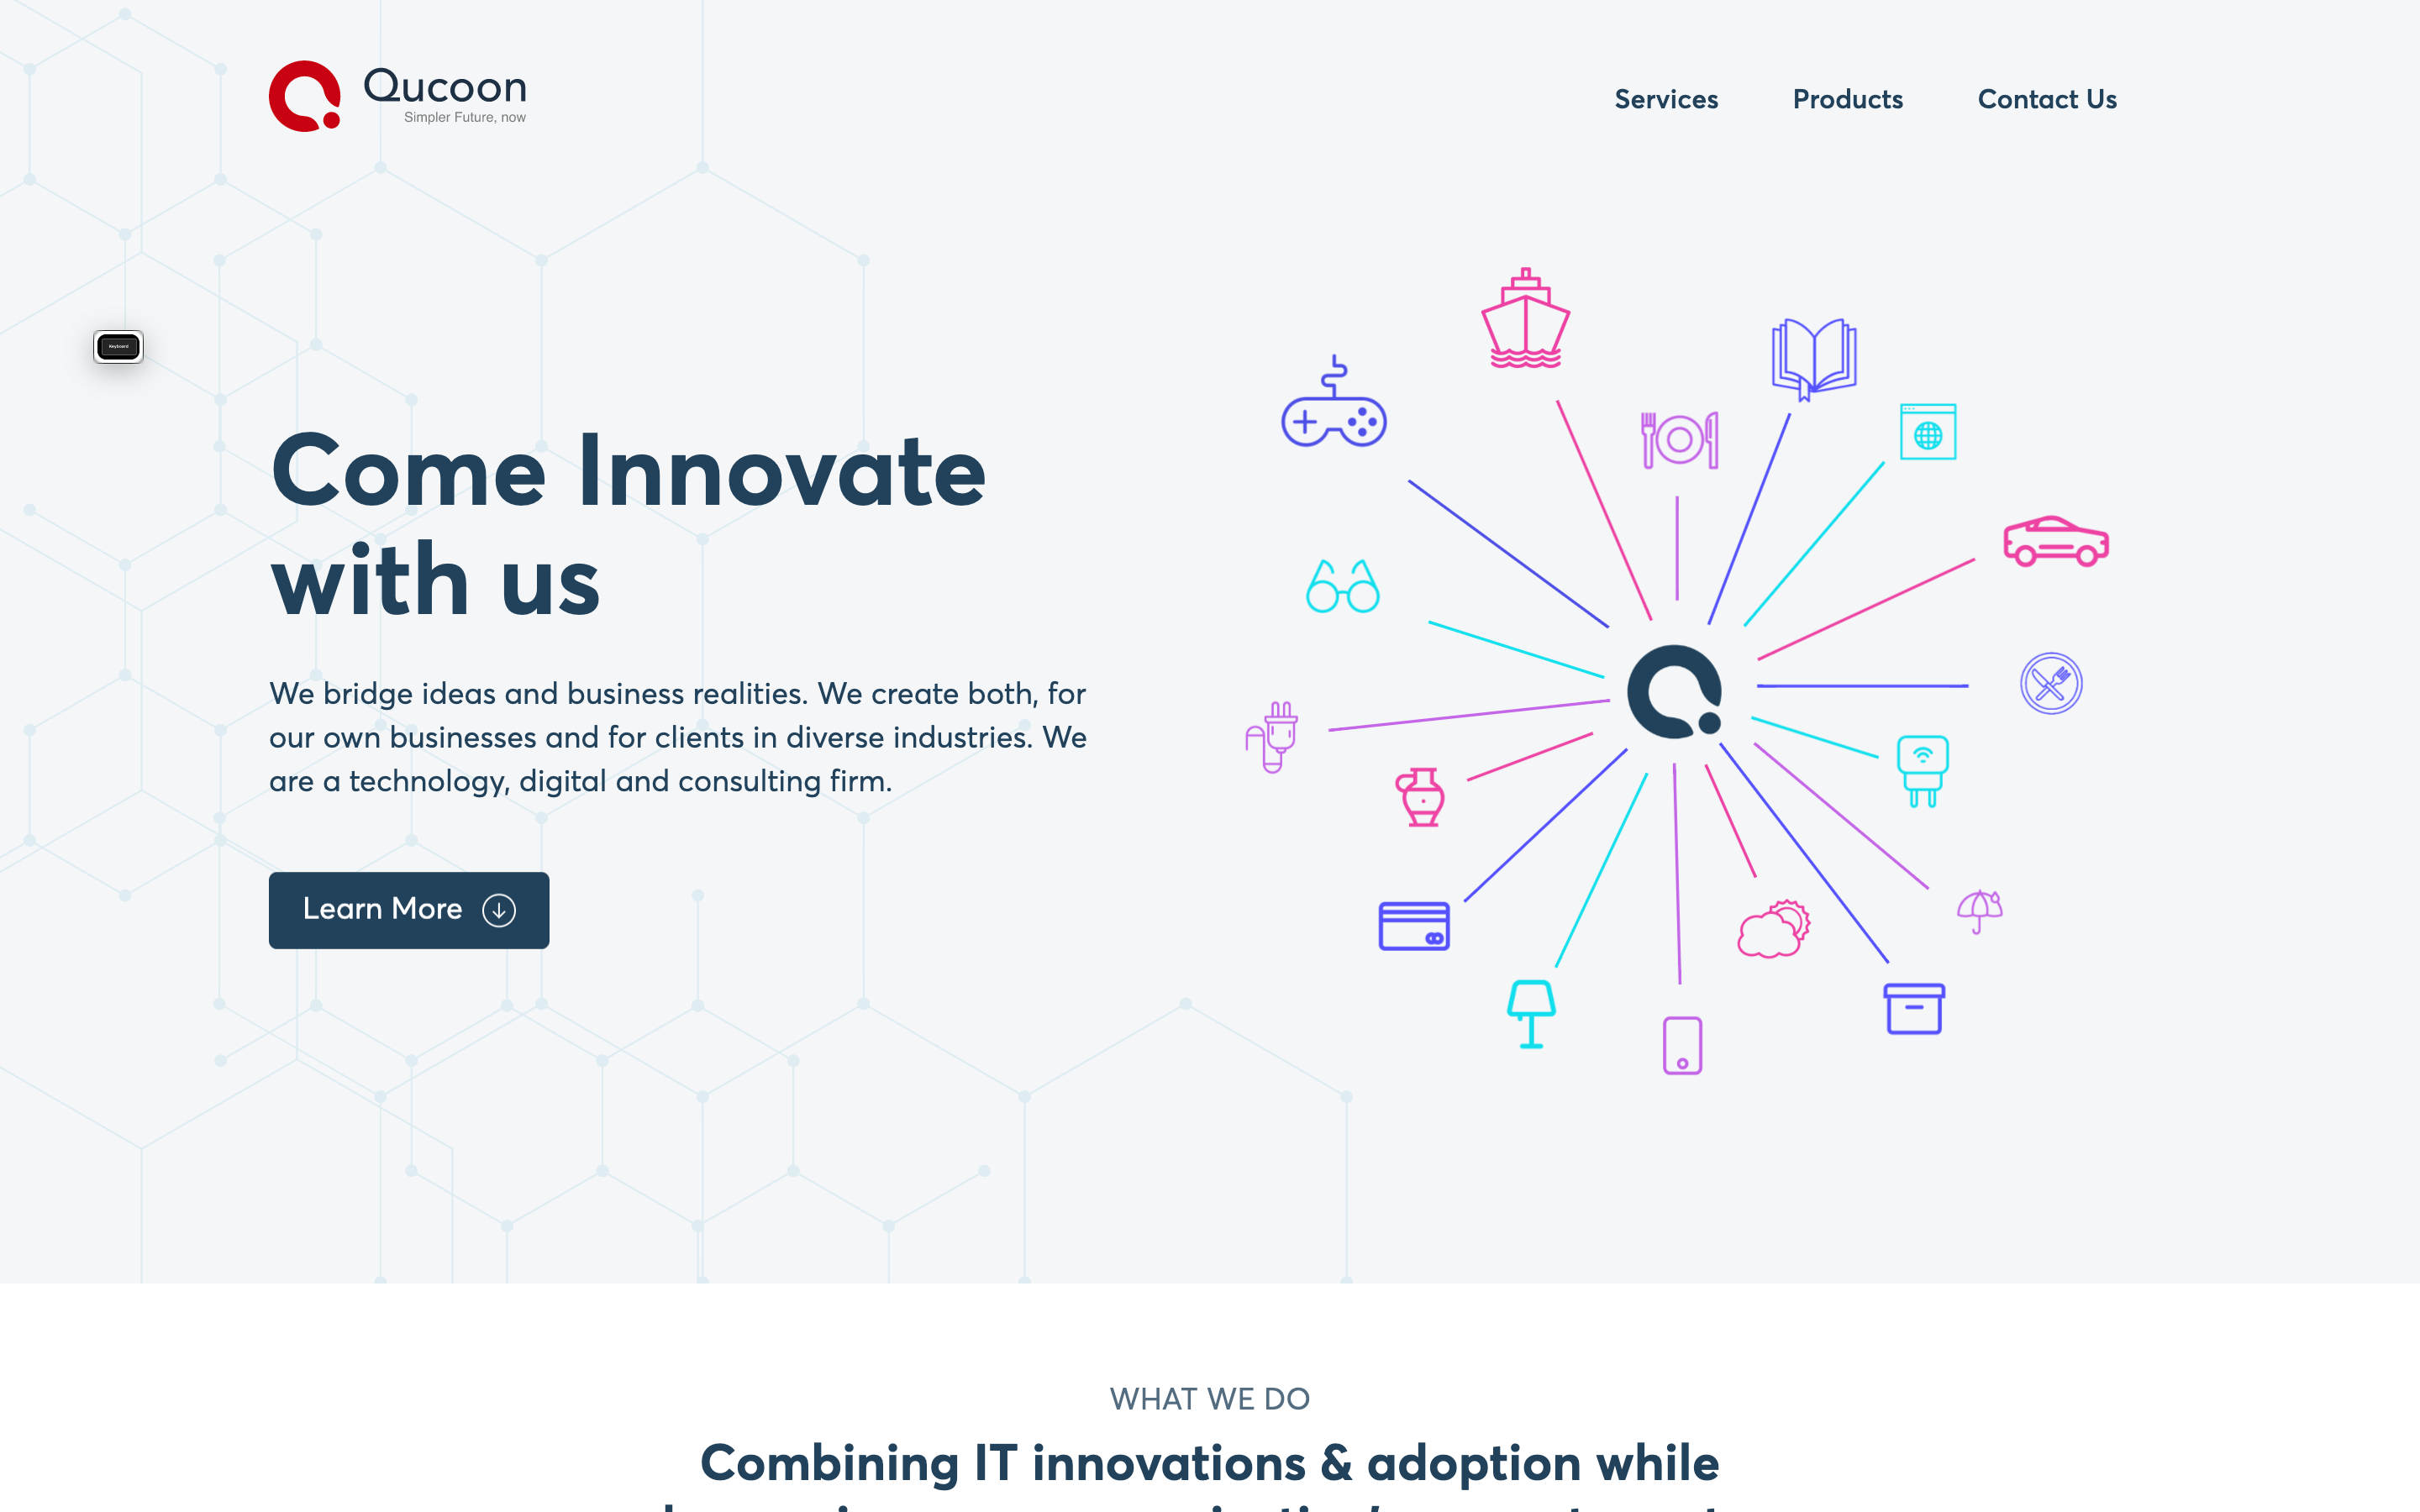 Qucoon
Simpler Future, now
Services
Products
Contact Us
Keyboard
Come Innovate
with us
We bridge ideas and business realities. We create both, for
our own businesses and for clients in diverse industries. We
are a technology, digital and consulting firm.
Learn More
WHAT WE DO
Combining IT innovations & adoption while